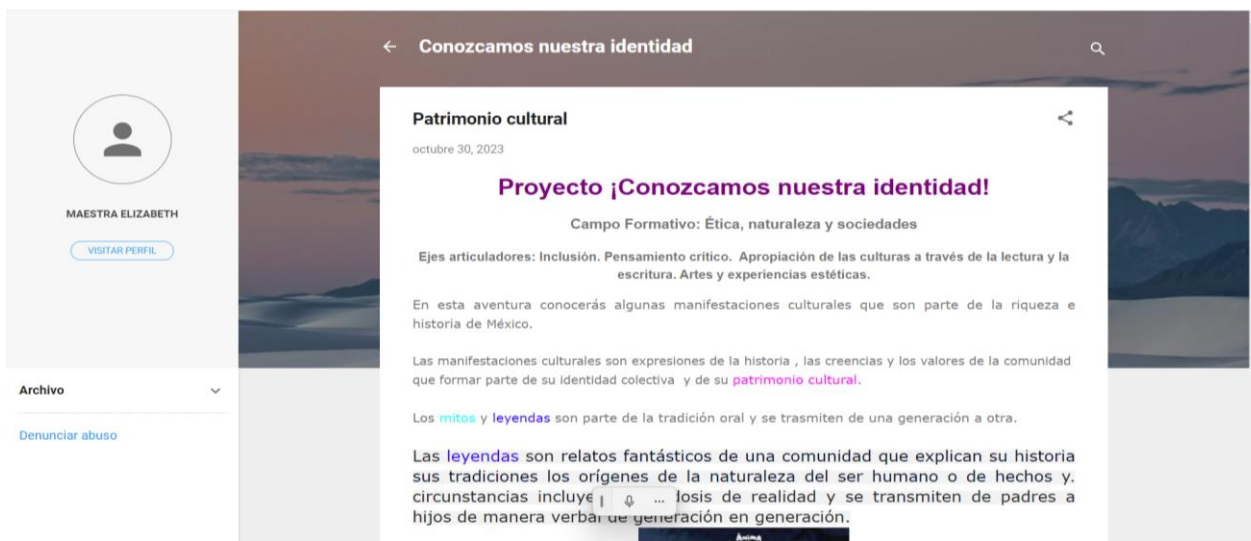 Conozcamos nuestra identidad
MAESTRA ELIZABETH
VISITAR PERFIL
Archivo
Denunciar abuso
Patrimonio cultural
octubre 30, 2023
Proyecto ¡Conozcamos nuestra identidad!
Campo Formativo: Ética, naturaleza y sociedades
Ejes articuladores: Inclusión. Pensamiento critico. Apropiación de las culturas a través de la lectura y la
escritura. Artes y experiencias estéticas.
En esta aventura conocerás algunas manifestaciones culturales que son parte de la riqueza e
historia de México.
Las manifestaciones culturales son expresiones de la historia , las creencias y los valores de la comunidad
que formar parte de su identidad colectiva y de su patrimonio cultural.
Los mitos y leyendas son parte de la tradición oral y se trasmiten de una generación a otra.
Las leyendas son relatos fantásticos de una comunidad que explican su historia
sus tradiciones los orígenes de la naturaleza del ser humano o de hechos y.
circunstancias dosis de realidad y se transmiten de padres a
hijos de manera verbal de generación en generación.
Ánima